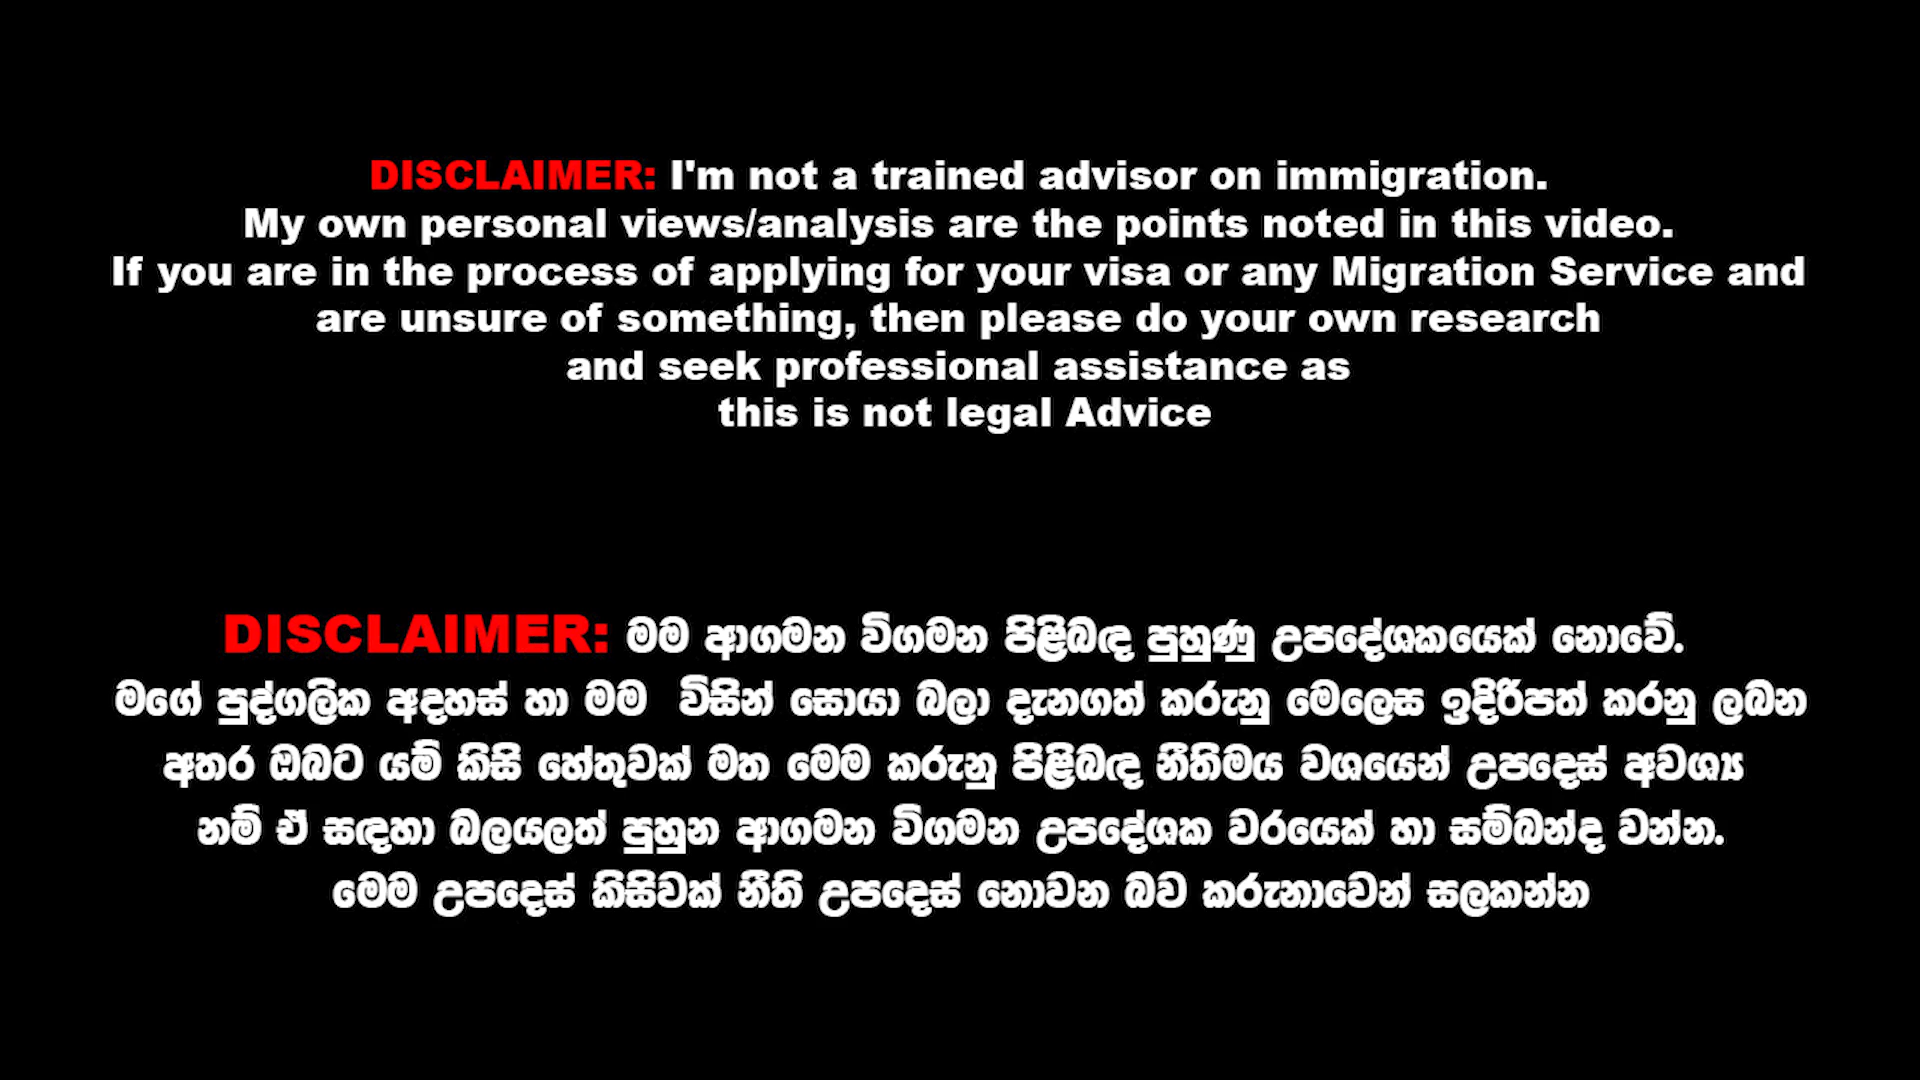 DISCLAIMER: I'm not a trained advisor on immigration.
My own personal views/analysis are the points noted in this video.
If you are in the process of applying for your visa or any Migration Service and
are unsure of something, then please do your own research
and seek professional assistance as
this is not legal Advice
DISCLAIMER: මම ආගමන විගමන පිළිබඳ පුහුණු උපදේශකයෙක් නොවේ.
මගේ පුද්ගලික අදහස් හා මම  විසින් සොයා බලා දැනගත් කරුනු මෙලෙස ඉදිරිපත් කරනු ලබන
අතර ඔබට යම් කිසි හේතුවක් මත මෙම කරුනු පිළිබඳ නීතිමය වශයෙන් උපදෙස් අවශ්‍ය
නම් ඒ සඳහා බලයලත් පුහුන ආගමන විගමන උපදේශක වරයෙක් හා සම්බන්ද වන්න.
මෙම උපදෙස් කිසිවක් නීති උපදෙස් නොවන බව කරුනාවෙන් සලකන්න